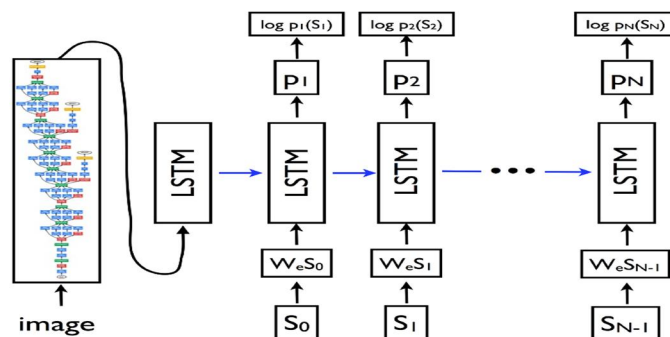 log p₁(S₁) log p₂(S₂) log pN(SN)
p₁ p₂ pN
LSTM LSTM LSTM ••• LSTM
WeS₀ WeS₁ WeSN-1
image S₀ S₁ SN-1